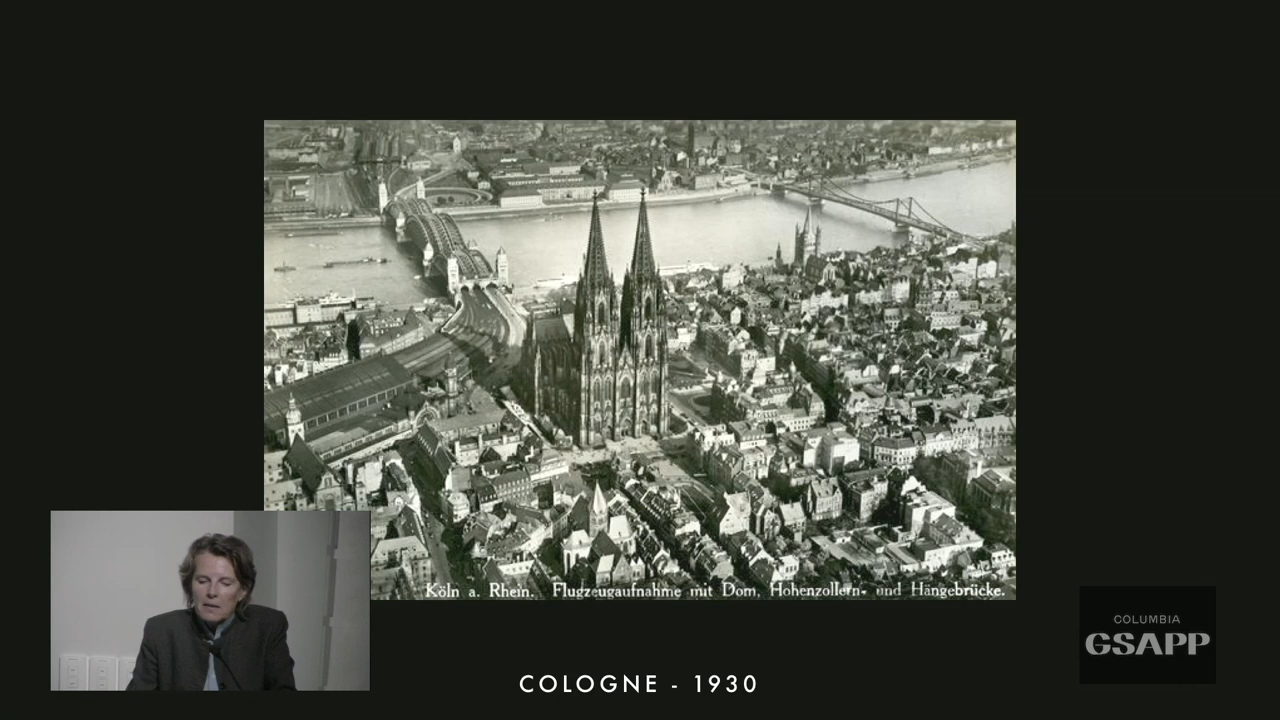 Köln a. Rhein. Flugzeugaufnahme mit Dom, Hohenzollern- und Hängebrücke.
COLUMBIA
GSAPP
COLOGNE - 1930